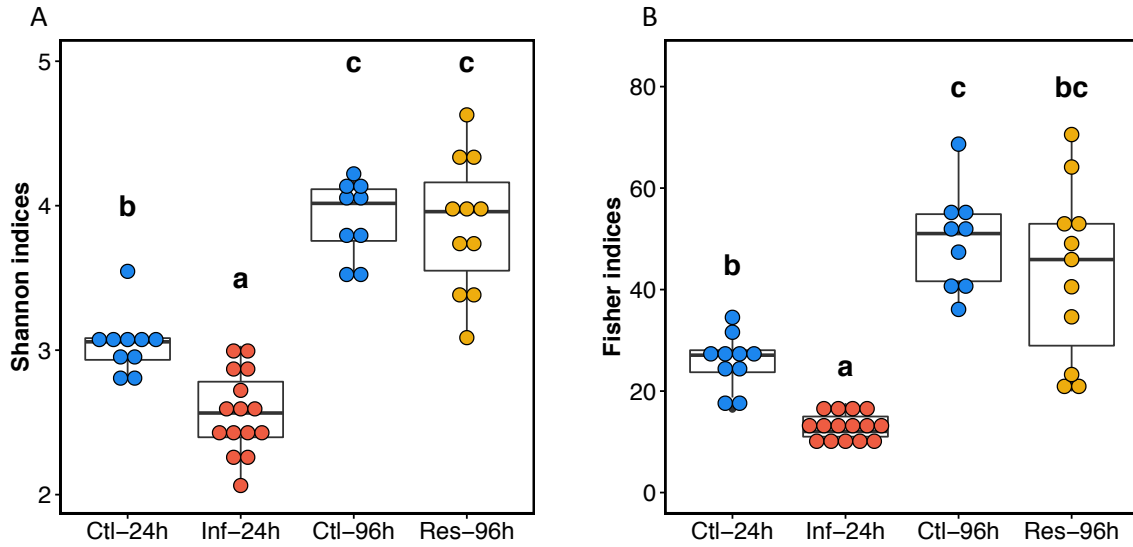 A
Shannon indices
5
4
3
2
b
a
c
c
Ctl–24h
Inf–24h
Ctl–96h
Res–96h
B
Fisher indices
80
60
40
20
0
b
a
c
bc
Ctl–24h
Inf–24h
Ctl–96h
Res–96h